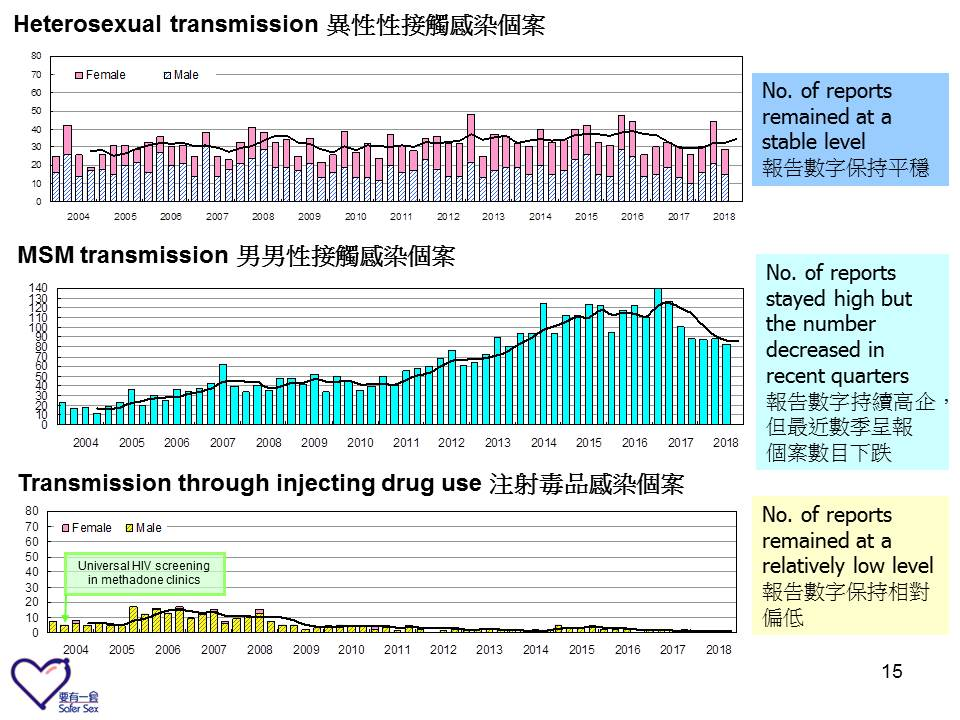 Heterosexual transmission 異性性接觸感染個案
80
70
60
50
40
30
20
10
0
Female Male
2004 2005 2006 2007 2008 2009 2010 2011 2012 2013 2014 2015 2016 2017 2018
No. of reports
remained at a
stable level
報告數字保持平穩
MSM transmission 男男性接觸感染個案
140
130
120
110
100
90
80
70
60
50
40
30
20
10
0
2004 2005 2006 2007 2008 2009 2010 2011 2012 2013 2014 2015 2016 2017 2018
No. of reports
stayed high but
the number
decreased in
recent quarters
報告數字持續高企，
但最近數季呈報
個案數目下跌
Transmission through injecting drug use 注射毒品感染個案
80
70
60
50
40
30
20
10
0
Female Male
Universal HIV screening
in methadone clinics
2004 2005 2006 2007 2008 2009 2010 2011 2012 2013 2014 2015 2016 2017 2018
No. of reports
remained at a
relatively low level
報告數字保持相對
偏低
要有一套
Safer Sex
15